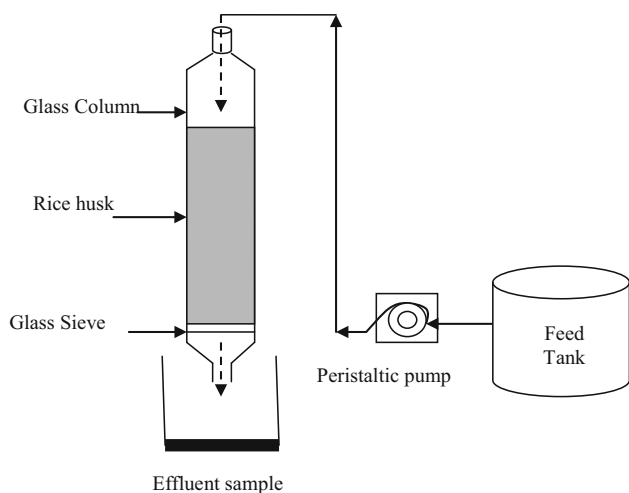 Glass Column
Rice husk
Glass Sieve
Feed
Tank
Peristaltic pump
Effluent sample